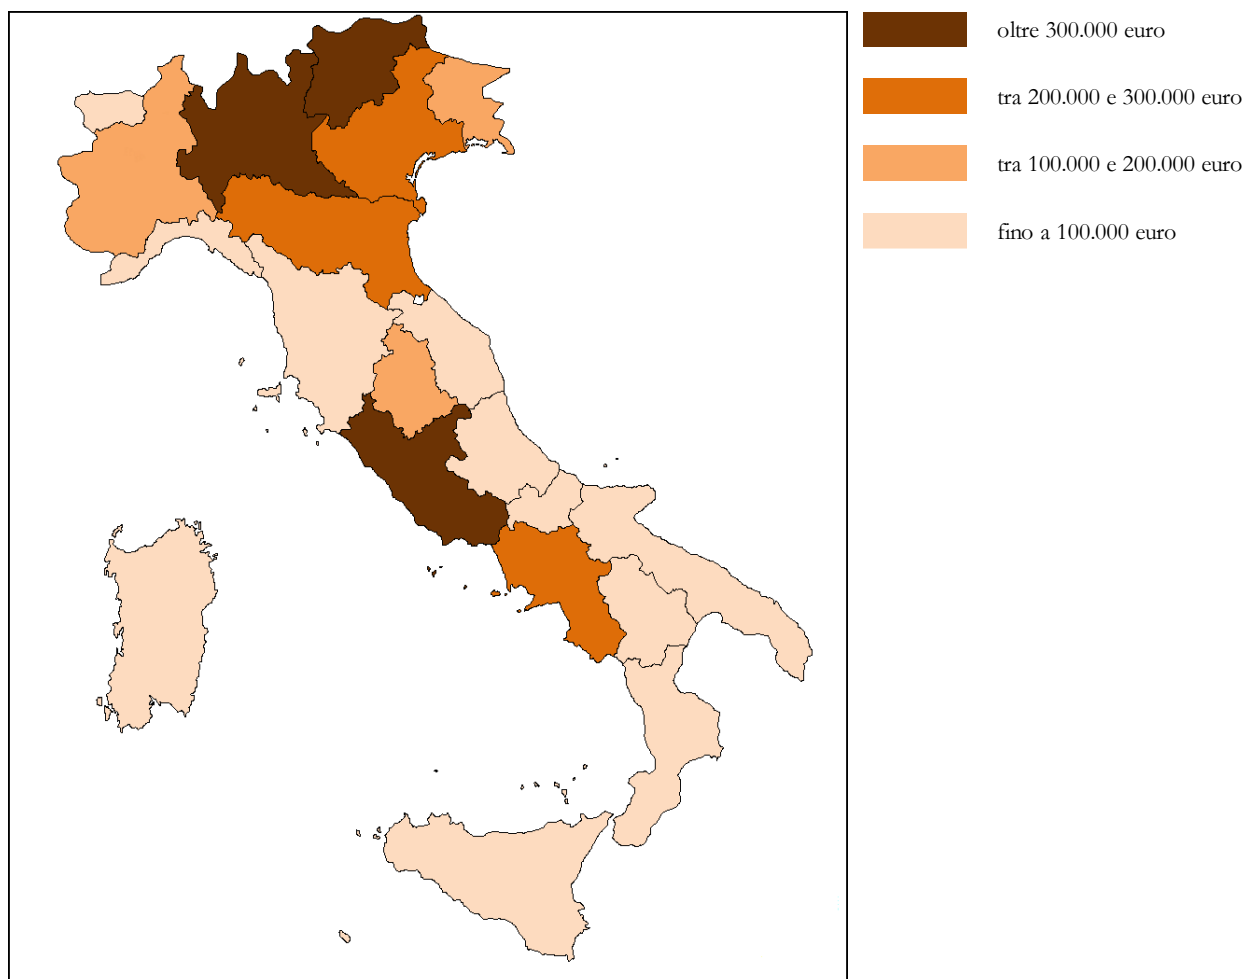 oltre 300.000 euro
tra 200.000 e 300.000 euro
tra 100.000 e 200.000 euro
fino a 100.000 euro